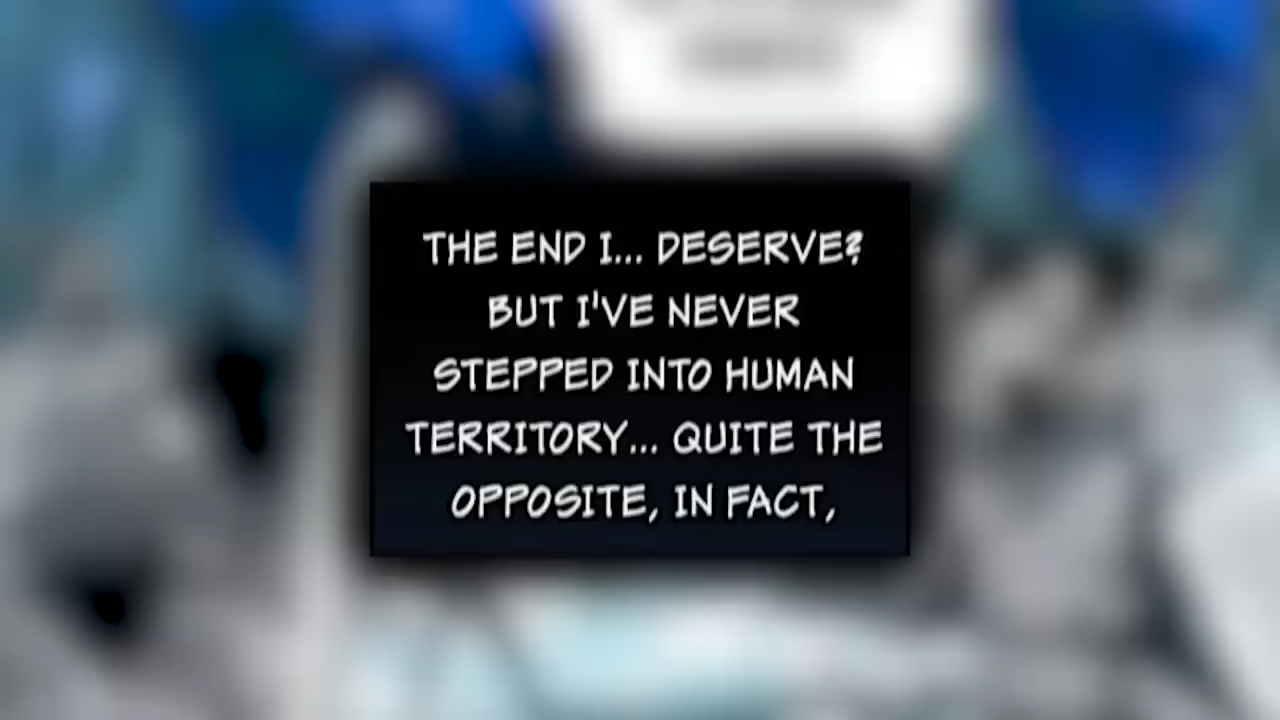 THE END I... DESERVE?
BUT I'VE NEVER
STEPPED INTO HUMAN
TERRITORY... QUITE THE
OPPOSITE, IN FACT,